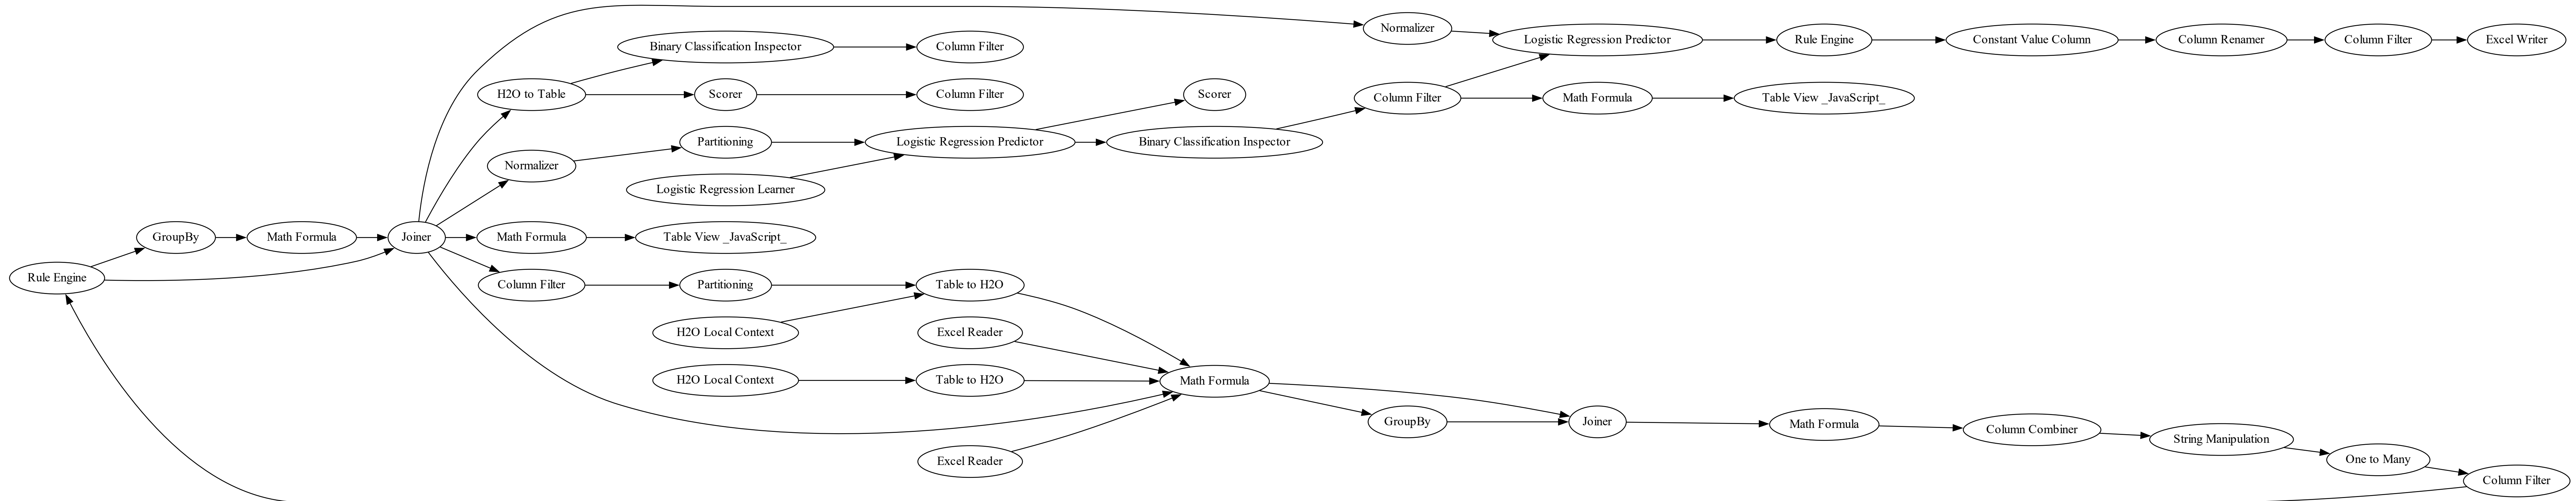 Normalizer
Logistic Regression Predictor
Rule Engine
Constant Value Column
Column Renamer
Column Filter
Excel Writer
Binary Classification Inspector
Column Filter
H2O to Table
Scorer
Column Filter
Scorer
Column Filter
Math Formula
Table View _JavaScript_
Partitioning
Logistic Regression Predictor
Binary Classification Inspector
Normalizer
Logistic Regression Learner
GroupBy
Math Formula
Joiner
Math Formula
Table View _JavaScript_
Rule Engine
Column Filter
Partitioning
Table to H2O
H2O Local Context
Excel Reader
H2O Local Context
Table to H2O
Math Formula
GroupBy
Joiner
Math Formula
Column Combiner
String Manipulation
One to Many
Column Filter
Excel Reader